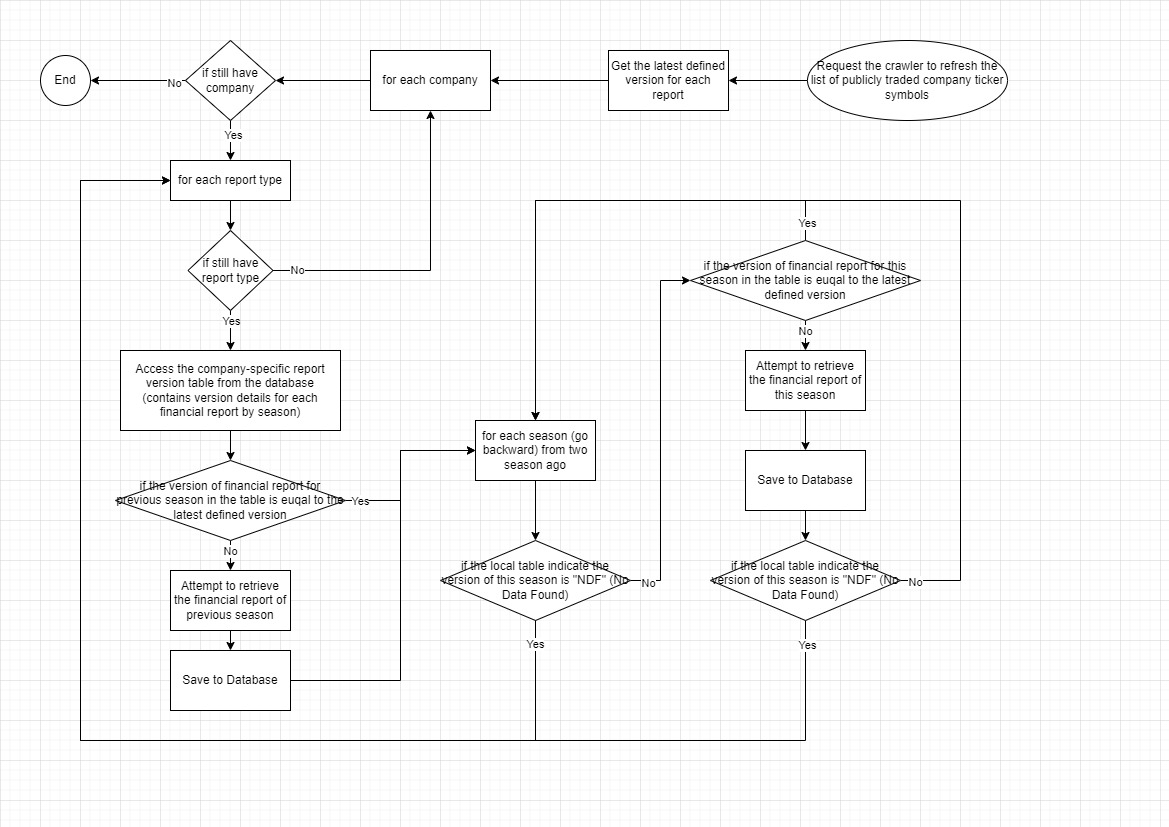 End
No
if still have
company
for each company
Get the latest defined
version for each
report
Request the crawler to refresh the
list of publicly traded company ticker
symbols
Yes
for each report type
if still have
report type
No
Yes
Access the company-specific report
version table from the database
(contains version details for each
financial report by season)
if the version of financial report for
previous season in the table is euqal to the
latest defined version
Yes
No
Attempt to retrieve
the financial report of
previous season
Save to Database
for each season (go
backward) from two
season ago
if the local table indicate the
version of this season is "NDF" (No
Data Found)
No
Yes
Yes
if the version of financial report for this
season in the table is euqal to the latest
defined version
No
Attempt to retrieve
the financial report of
this season
Save to Database
if the local table indicate the
version of this season is "NDF" (No
Data Found)
No
Yes